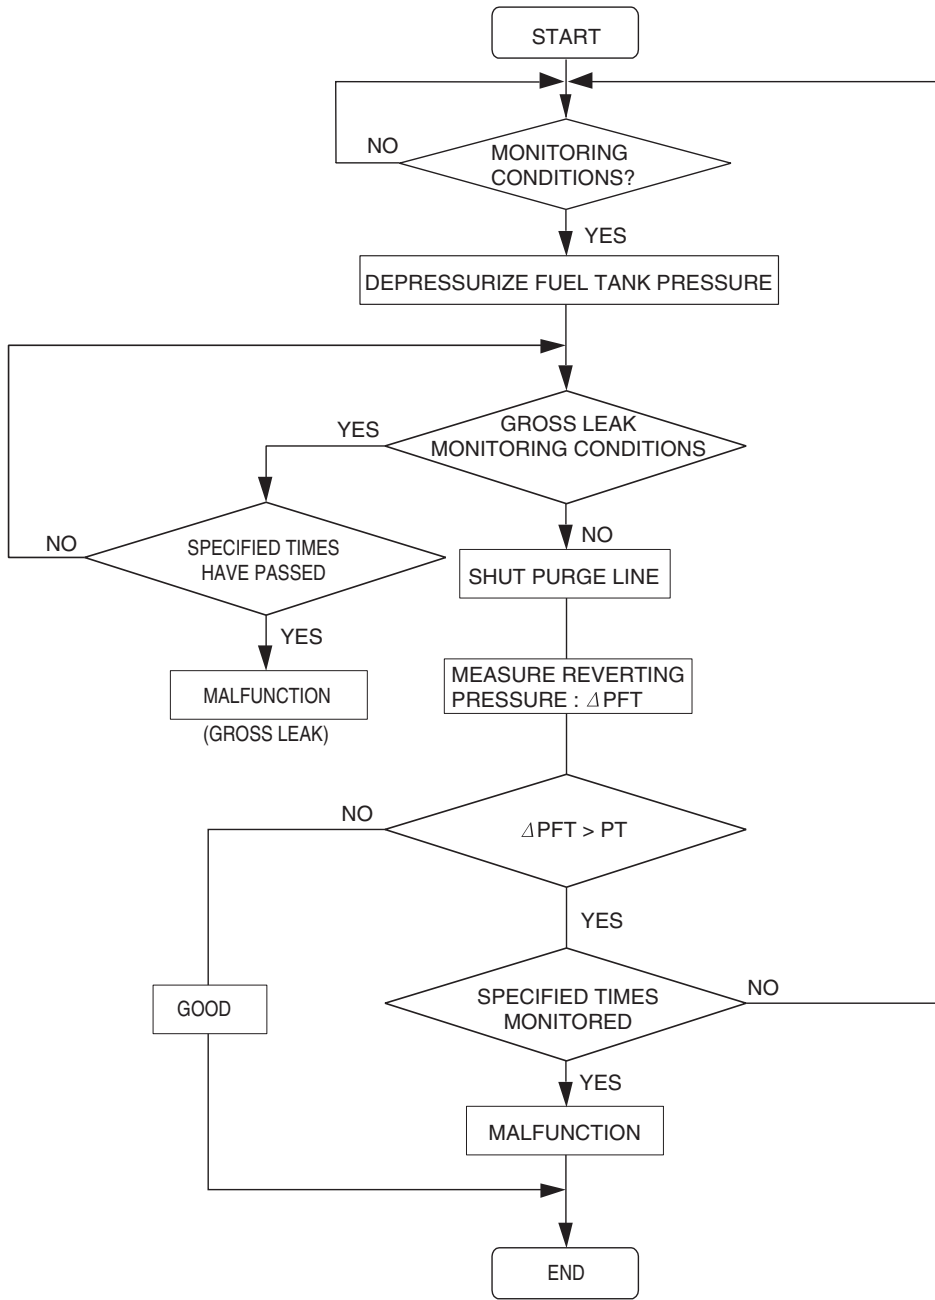 START
NO
MONITORING
CONDITIONS?
YES
DEPRESSURIZE FUEL TANK PRESSURE
YES
GROSS LEAK
MONITORING CONDITIONS
NO
SPECIFIED TIMES
HAVE PASSED
NO
SHUT PURGE LINE
YES
MALFUNCTION
(GROSS LEAK)
MEASURE REVERTING
PRESSURE : ΔPFT
NO
ΔPFT > PT
YES
GOOD
SPECIFIED TIMES
MONITORED
NO
YES
MALFUNCTION
END